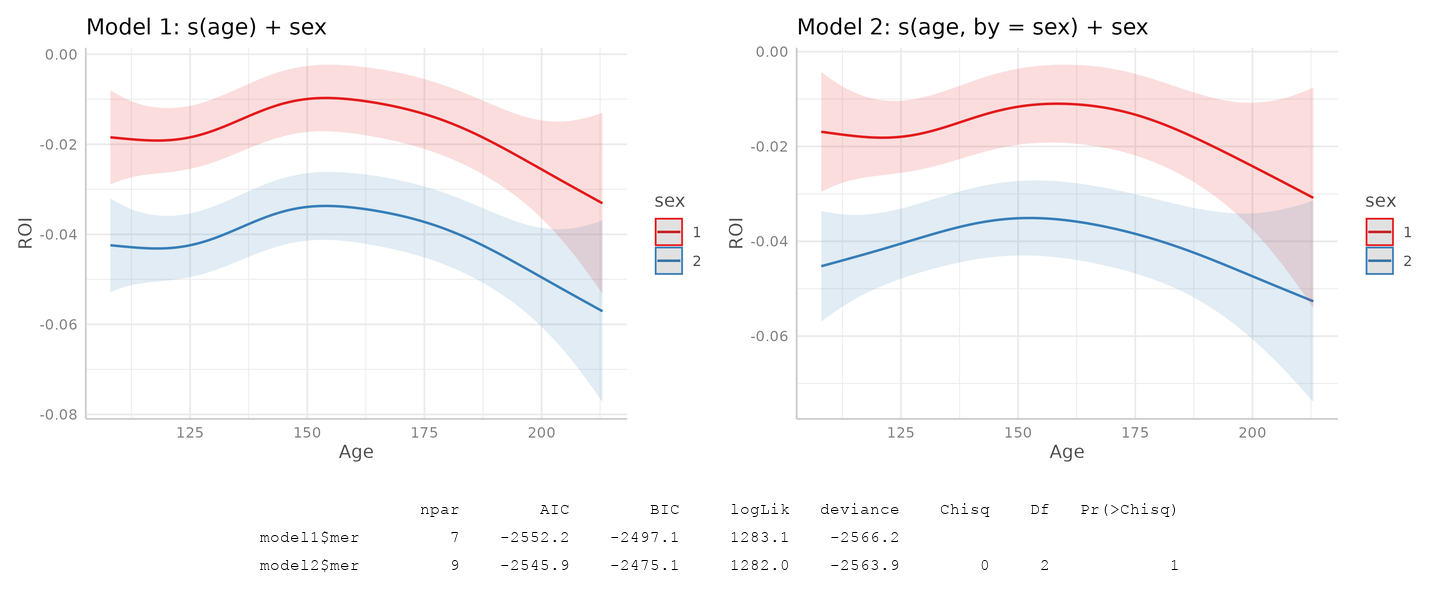 Model 1: s(age) + sex
0.00
-0.02
-0.04
-0.06
-0.08
ROI
125 150 175 200
Age
sex
1
2
Model 2: s(age, by = sex) + sex
0.00
-0.02
-0.04
-0.06
ROI
125 150 175 200
Age
sex
1
2
npar AIC BIC logLik deviance Chisq Df Pr(>Chisq)
model1$mer 7 -2552.2 -2497.1 1283.1 -2566.2
model2$mer 9 -2545.9 -2475.1 1282.0 -2563.9 0 2 1